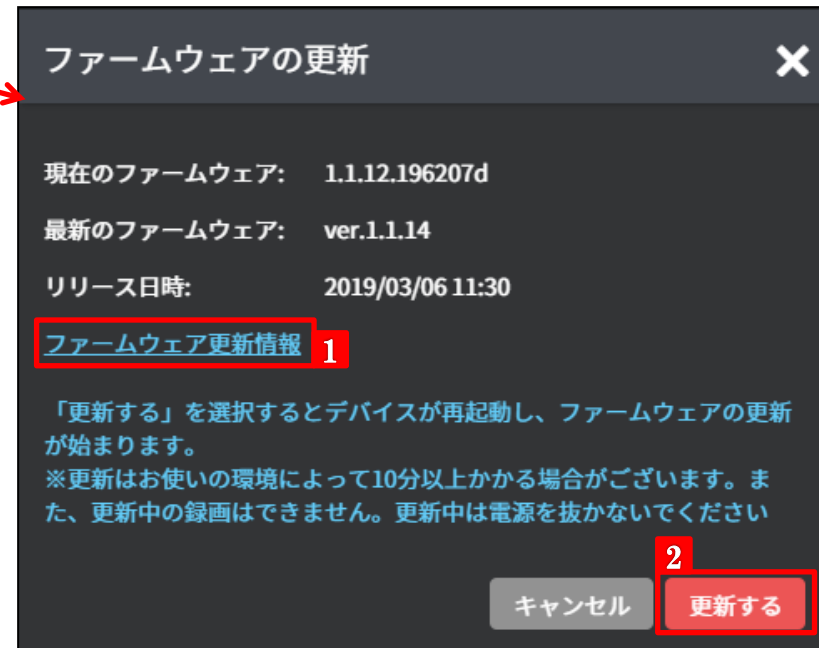 ファームウェアの更新
現在のファームウェア: 1.1.12.196207d
最新のファームウェア: ver.1.1.14
リリース日時: 2019/03/06 11:30
ファームウェア更新情報 1
「更新する」を選択するとデバイスが再起動し、ファームウェアの更新
が始まります。
※更新はお使いの環境によって10分以上かかる場合がございます。ま
た、更新中の録画はできません。更新中は電源を抜かないでください
2
キャンセル 更新する